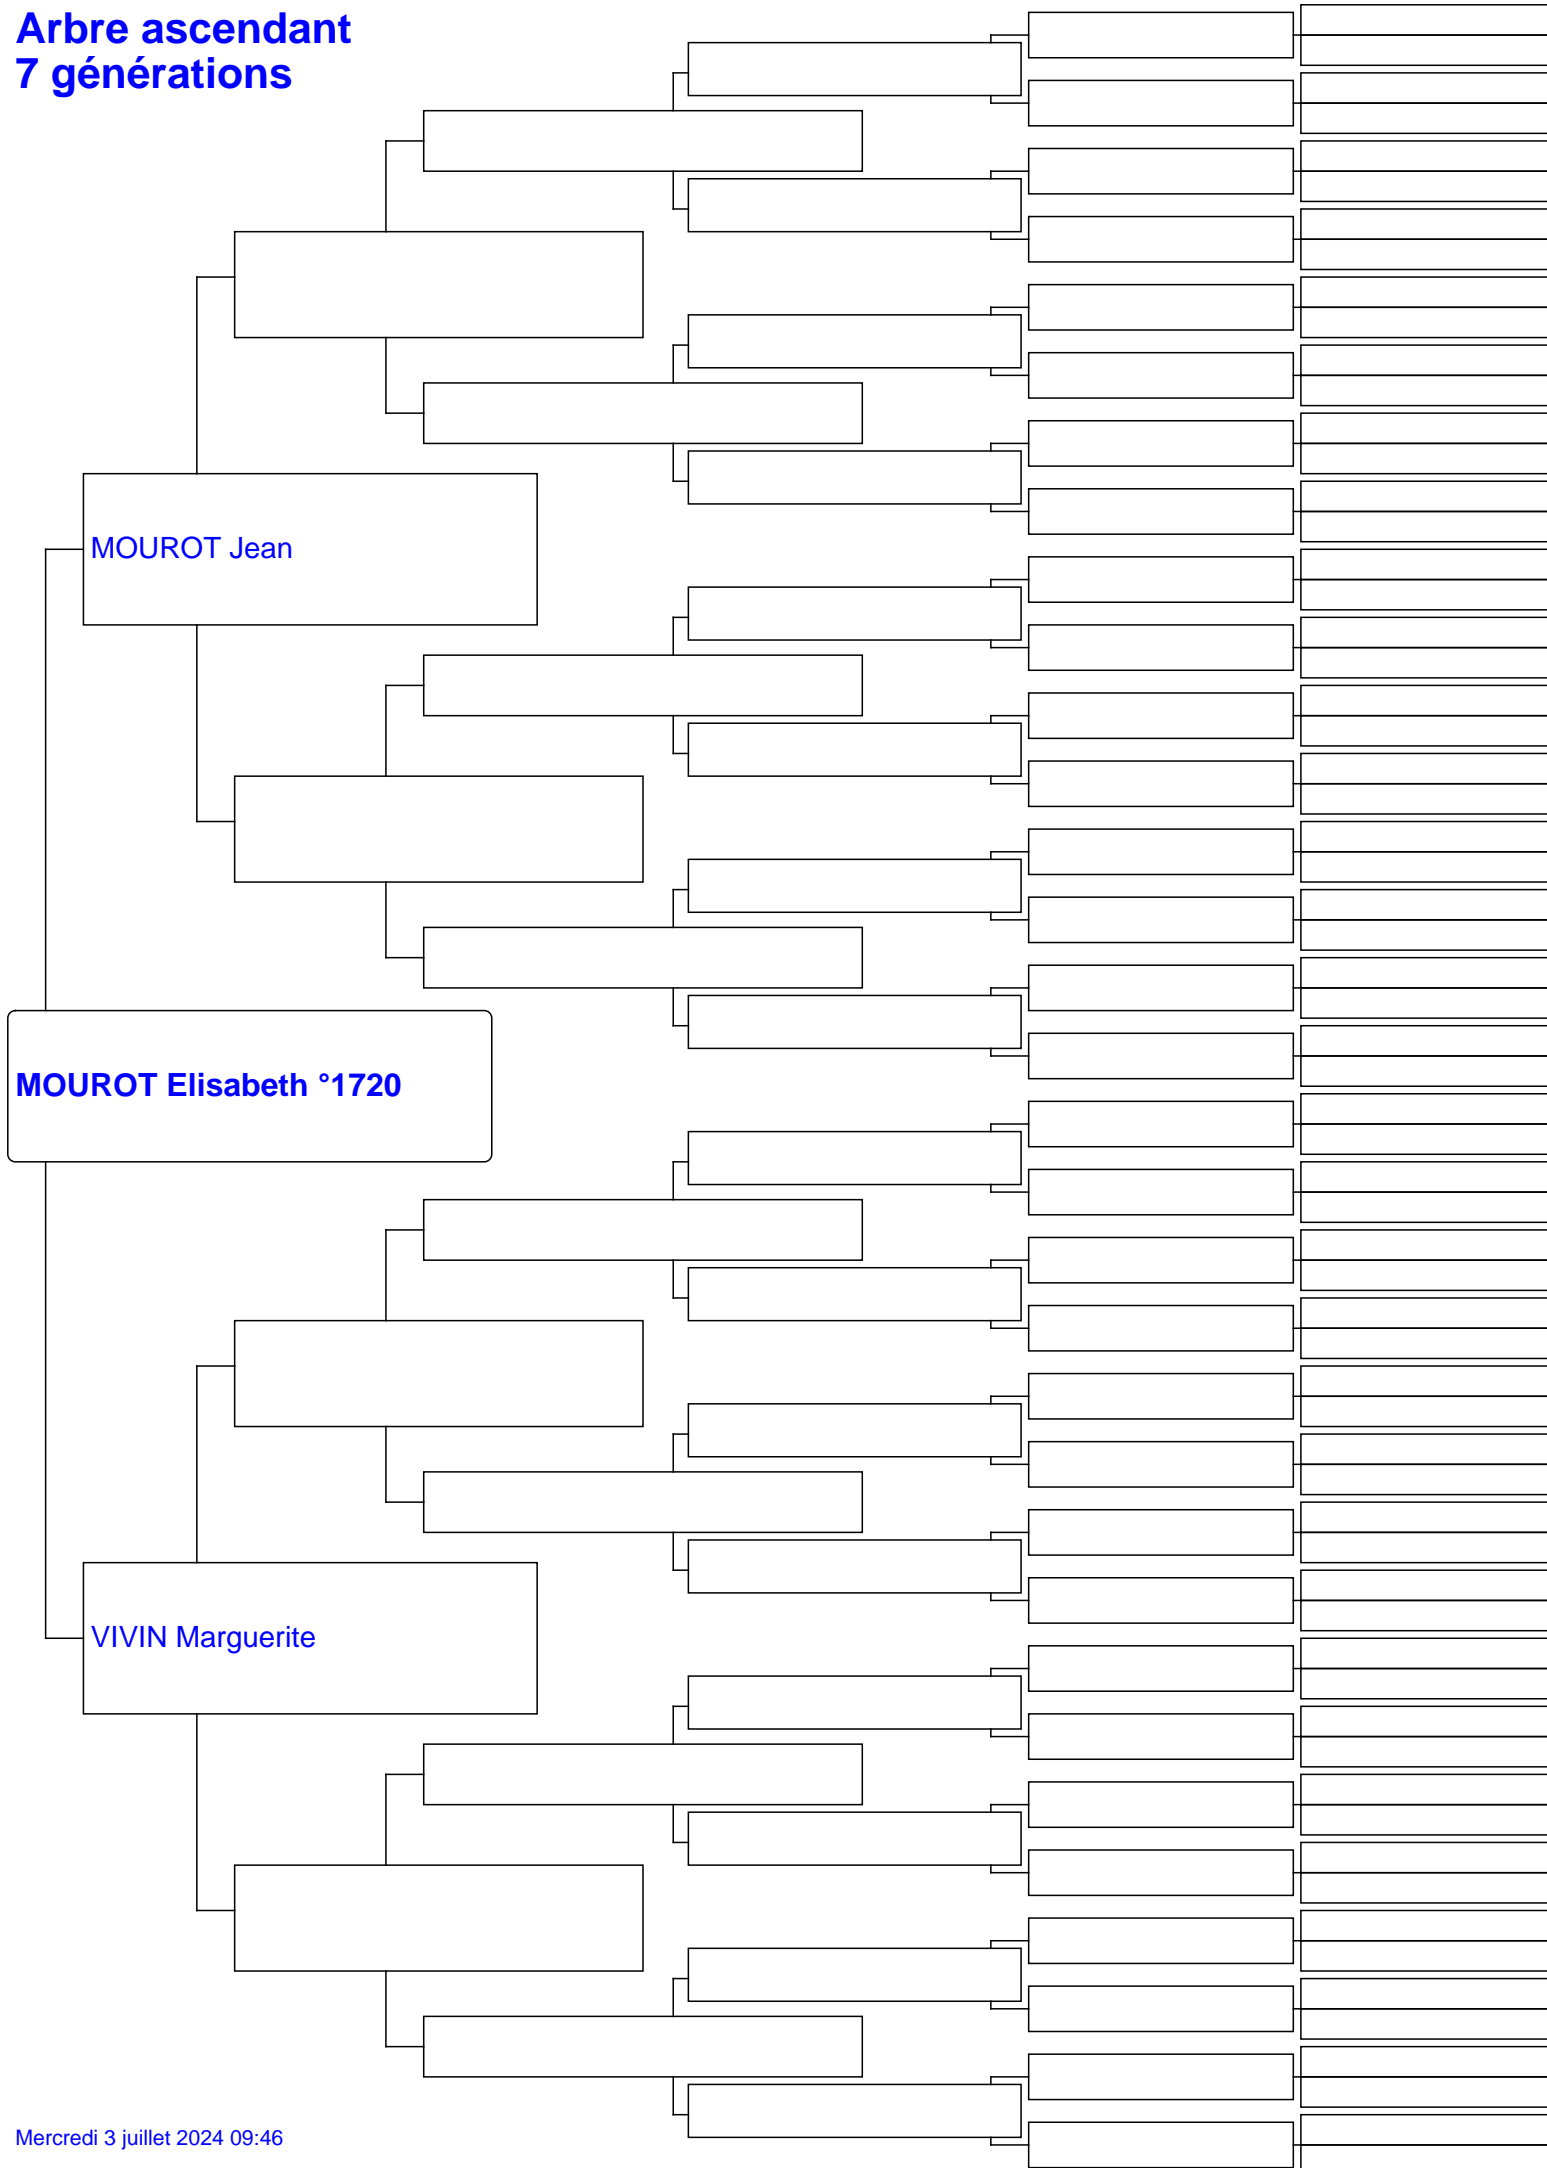 Arbre ascendant
7 générations
MOUROT Jean
MOUROT Elisabeth °1720
VIVIN Marguerite
Mercredi 3 juillet 2024 09:46